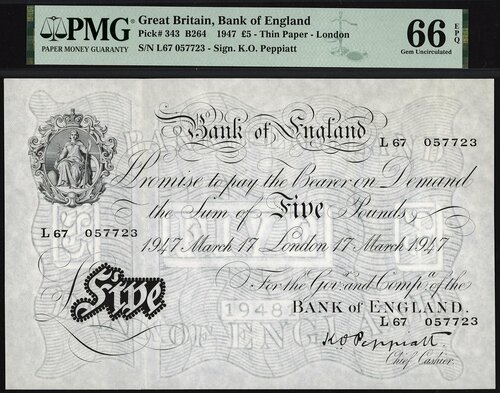 PMG
PAPER MONEY GUARANTY
Great Britain, Bank of England
Pick# 343 B264 1947 £5 - Thin Paper - London
S/N L67 057723 - Sign. K.O. Peppiatt
66 EPQ
Gem Uncirculated
Bank of England
L 67 057723
I Promise to pay the Bearer on Demand
the Sum of Five Pounds
L 67 057723
1947 March 17 London 17 March 1947
For the Govr. and Compa. of the
BANK of ENGLAND.
£Five
1948
L 67 057723
K.O. Peppiatt
Chief Cashier.